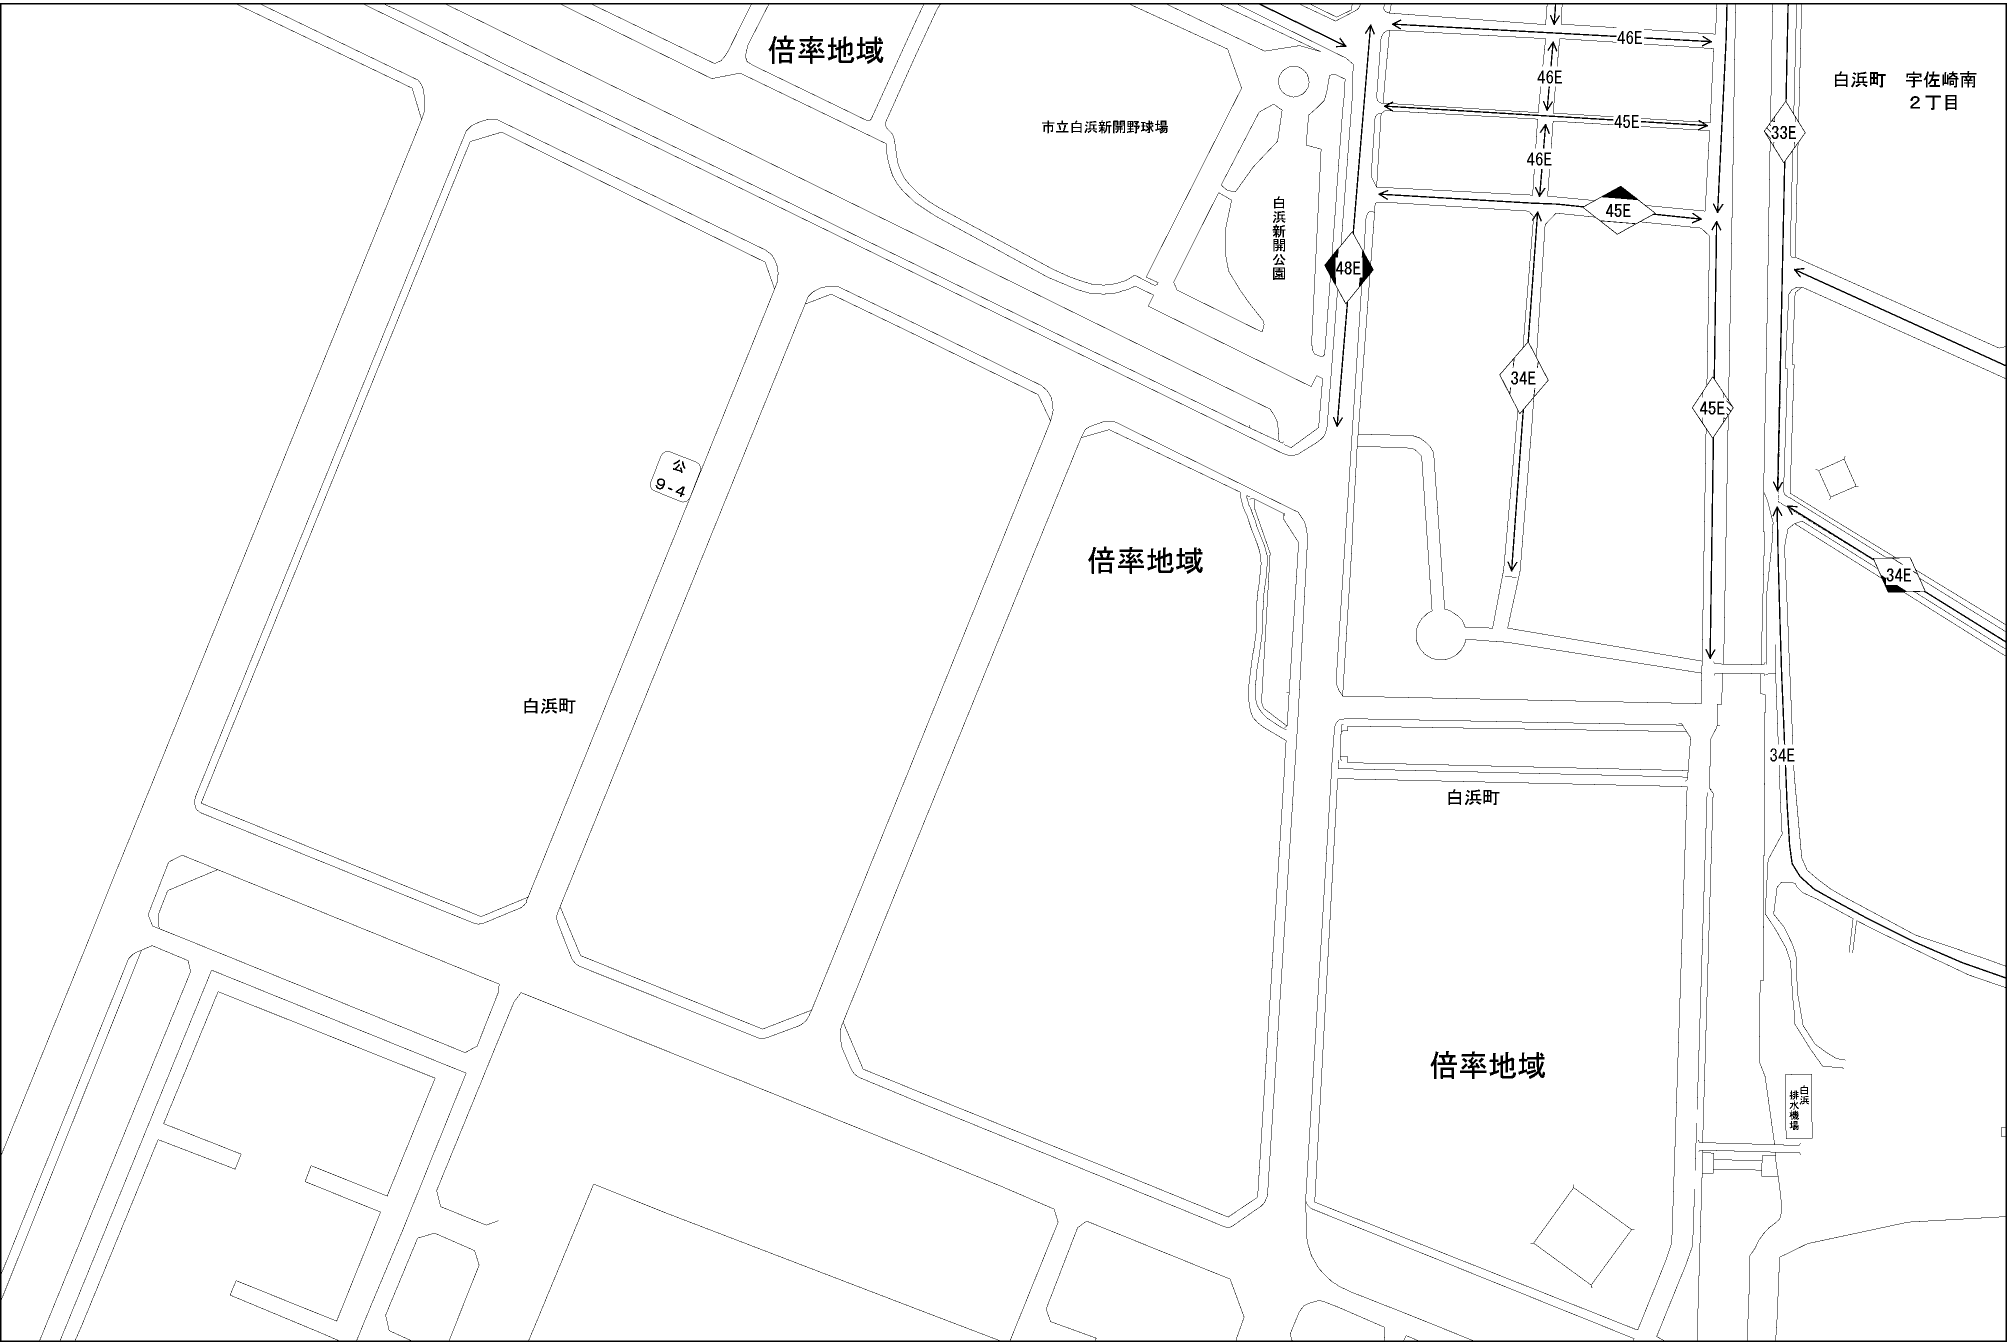 46E
倍率地域
46E
白浜町 宇佐崎南
2丁目
45E
市立白浜新開野球場
33E
46E
45E
白浜新開公園
48E
34E
45E
公
9-4
倍率地域
34E
白浜町
34E
白浜町
倍率地域
白浜
排水機場